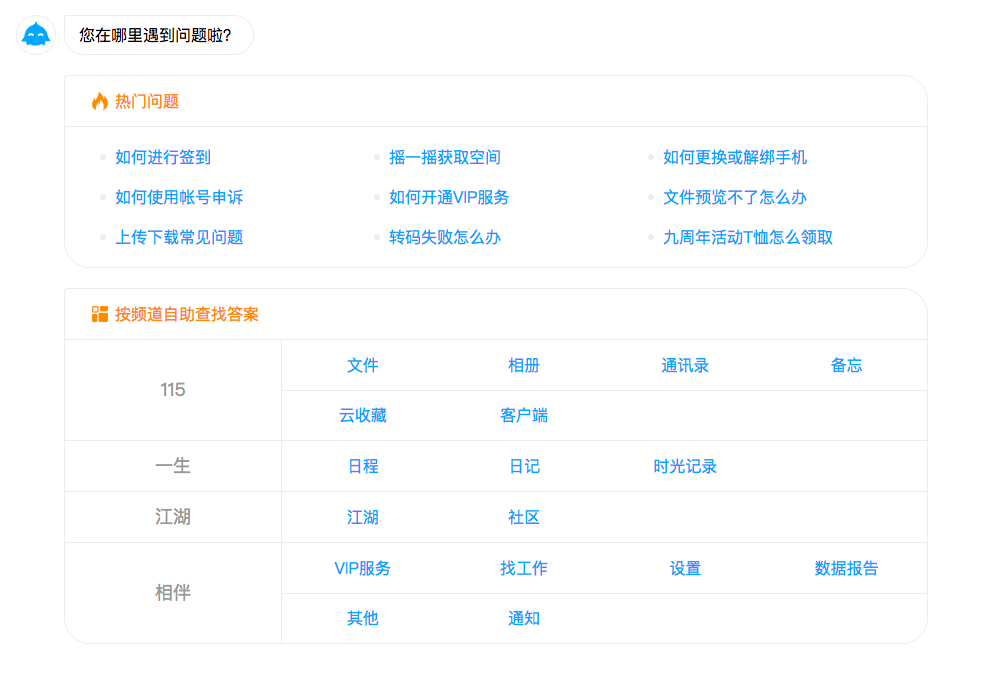 您在哪里遇到问题啦?
热门问题
如何进行签到 摇一摇获取空间 如何更换或解绑手机
如何使用帐号申诉 如何开通VIP服务 文件预览不了怎么办
上传下载常见问题 转码失败怎么办 九周年活动T恤怎么领取
按频道自助查找答案
文件 相册 通讯录 备忘
115
云收藏 客户端
一生 日程 日记 时光记录
江湖 江湖 社区
VIP服务 找工作 设置 数据报告
相伴
其他 通知